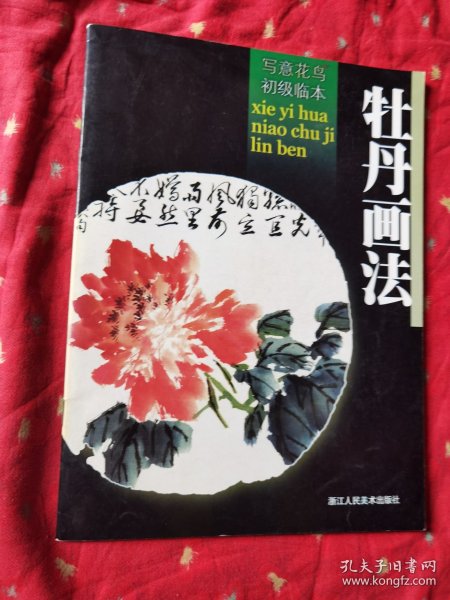 写意花鸟
初级临本
xie yi hua
niao chu ji
lin ben
牡丹画法
浙江人民美术出版社
孔夫子旧书网
www.kongfz.com